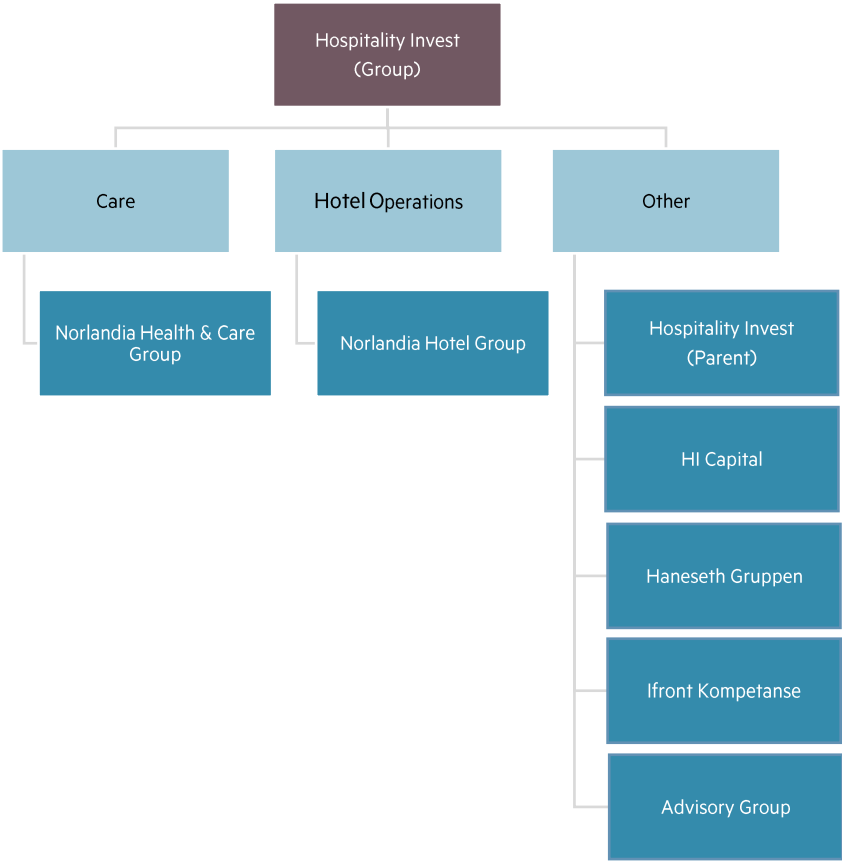 Hospitality Invest
(Group)
Care
Hotel Operations
Other
Norlandia Health & Care
Group
Norlandia Hotel Group
Hospitality Invest
(Parent)
HI Capital
Haneseth Gruppen
Ifront Kompetanse
Advisory Group